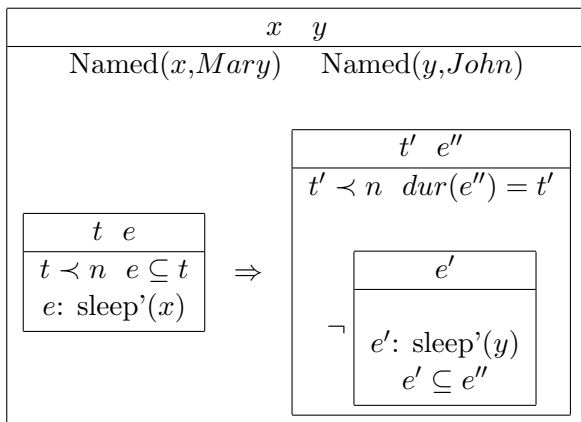 x y
Named(x,Mary) Named(y,John)
t′ e″
t′ ≺ n dur(e″) = t′
t e
t ≺ n e ⊆ t
e: sleep’(x)
⇒
e′
¬
e′: sleep’(y)
e′ ⊆ e″